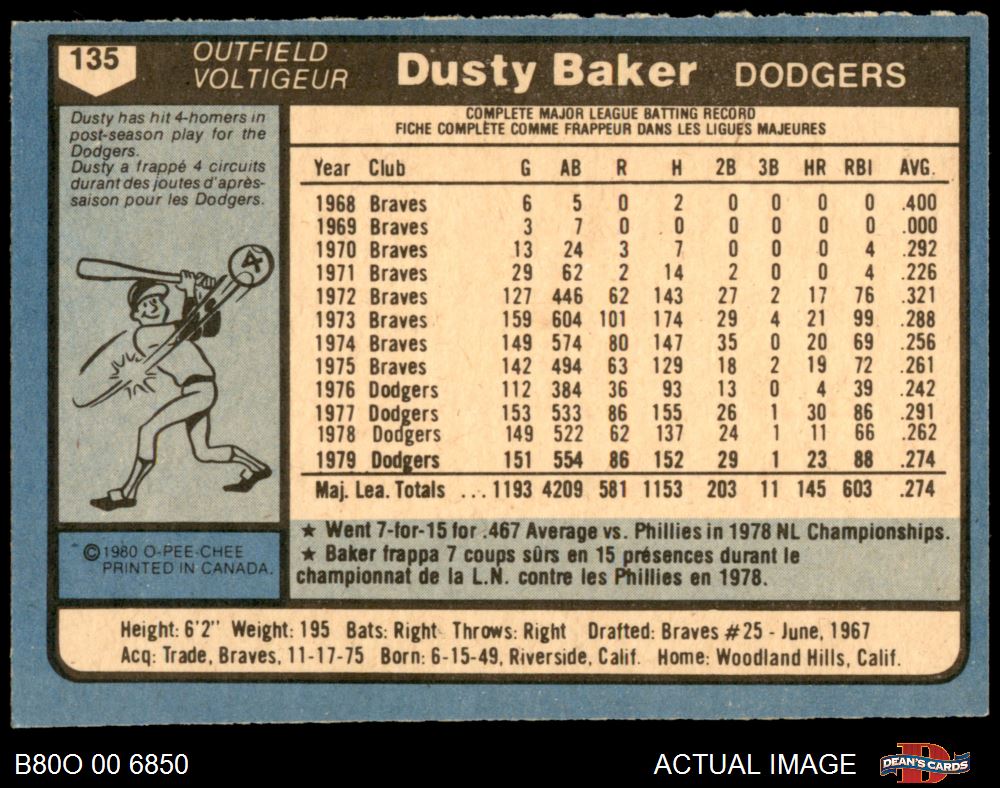 135
OUTFIELD
VOLTIGEUR
Dusty Baker
DODGERS
Dusty has hit 4-homers in
post-season play for the
Dodgers.
Dusty a frappé 4 circuits
durant des joutes d'après-
saison pour les Dodgers.
4
© 1980 O-PEE-CHEE
PRINTED IN CANADA.
COMPLETE MAJOR LEAGUE BATTING RECORD
FICHE COMPLÈTE COMME FRAPPEUR DANS LES LIGUES MAJEURES
Year Club G AB R H 2B 3B HR RBI AVG.
1968 Braves 6 5 0 2 0 0 0 0 .400
1969 Braves 3 7 0 0 0 0 0 0 .000
1970 Braves 13 24 3 7 0 0 0 4 .292
1971 Braves 29 62 2 14 2 0 0 4 .226
1972 Braves 127 446 62 143 27 2 17 76 .321
1973 Braves 159 604 101 174 29 4 21 99 .288
1974 Braves 149 574 80 147 35 0 20 69 .256
1975 Braves 142 494 63 129 18 2 19 72 .261
1976 Dodgers 112 384 36 93 13 0 4 39 .242
1977 Dodgers 153 533 86 155 26 1 30 86 .291
1978 Dodgers 149 522 62 137 24 1 11 66 .262
1979 Dodgers 151 554 86 152 29 1 23 88 .274
Maj. Lea. Totals ... 1193 4209 581 1153 203 11 145 603 .274
★ Went 7-for-15 for .467 Average vs. Phillies in 1978 NL Championships.
★ Baker frappa 7 coups sûrs en 15 présences durant le
championnat de la L.N. contre les Phillies en 1978.
Height: 6'2" Weight: 195 Bats: Right Throws: Right Drafted: Braves #25 - June, 1967
Acq: Trade, Braves, 11-17-75 Born: 6-15-49, Riverside, Calif. Home: Woodland Hills, Calif.
B80O 00 6850
ACTUAL IMAGE
D
DEAN'S CARDS